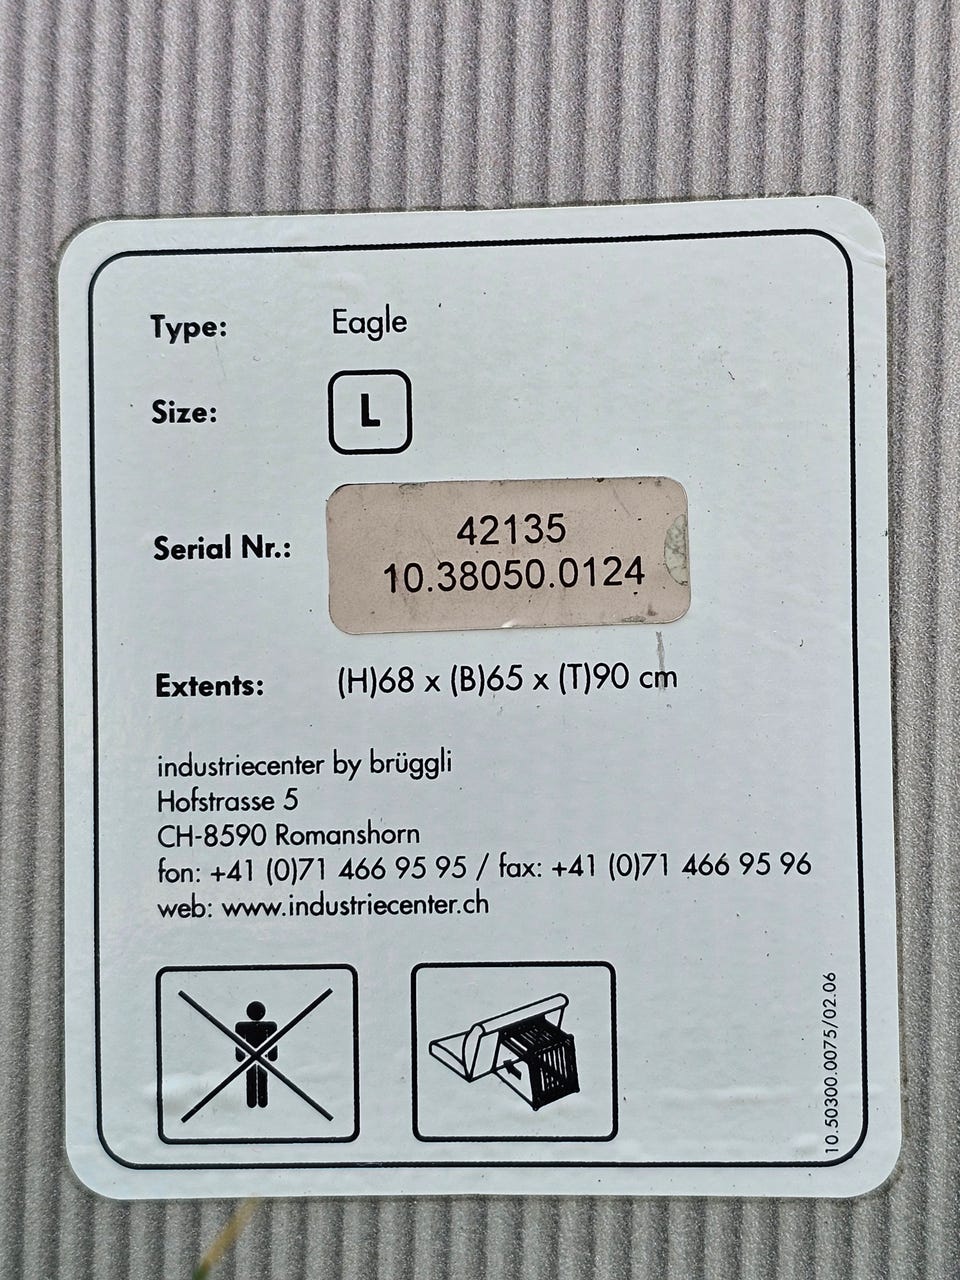 Type: Eagle
Size: L
Serial Nr.: 42135
10.38050.0124
Extents: (H)68 x (B)65 x (T)90 cm
industriecenter by brüggli
Hofstrasse 5
CH-8590 Romanshorn
fon: +41 (0)71 466 95 95 / fax: +41 (0)71 466 95 96
web: www.industriecenter.ch
10.50300.0075/02.06